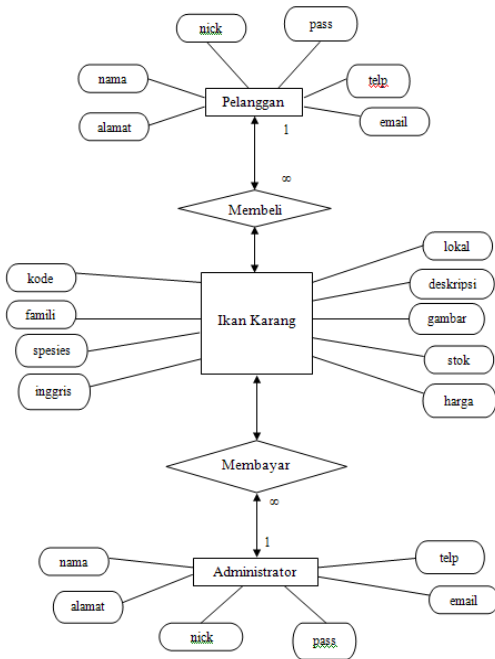 nick
pass
nama
telp
Pelanggan
alamat
email
1
∞
Membeli
lokal
kode
deskripsi
famili
Ikan Karang
gambar
spesies
stok
inggris
harga
Membayar
∞
1
nama
telp
Administrator
alamat
email
nick
pass